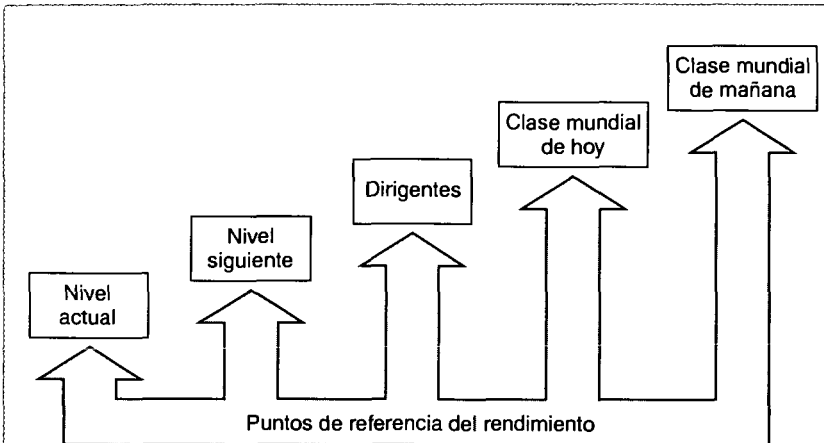 Nivel
actual
Nivel
siguiente
Dirigentes
Clase mundial
de hoy
Clase mundial
de mañana
Puntos de referencia del rendimiento